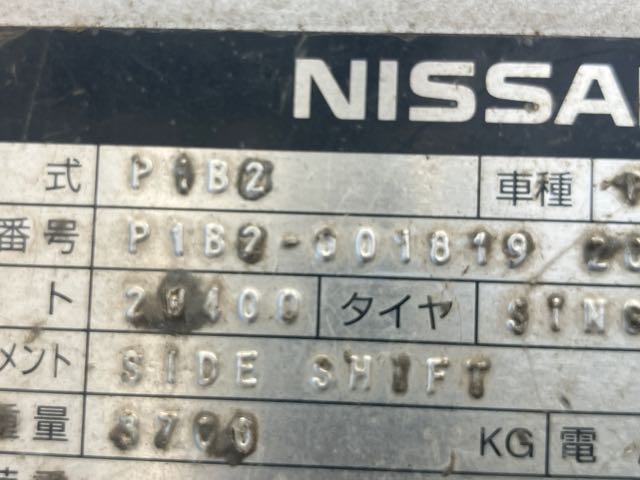 NISSA
式 P1B2 車種
番号 P1B2-001819 20
ト 2W400 タイヤ SING
メント SIDE SHIFT
重量 3700 KG 電